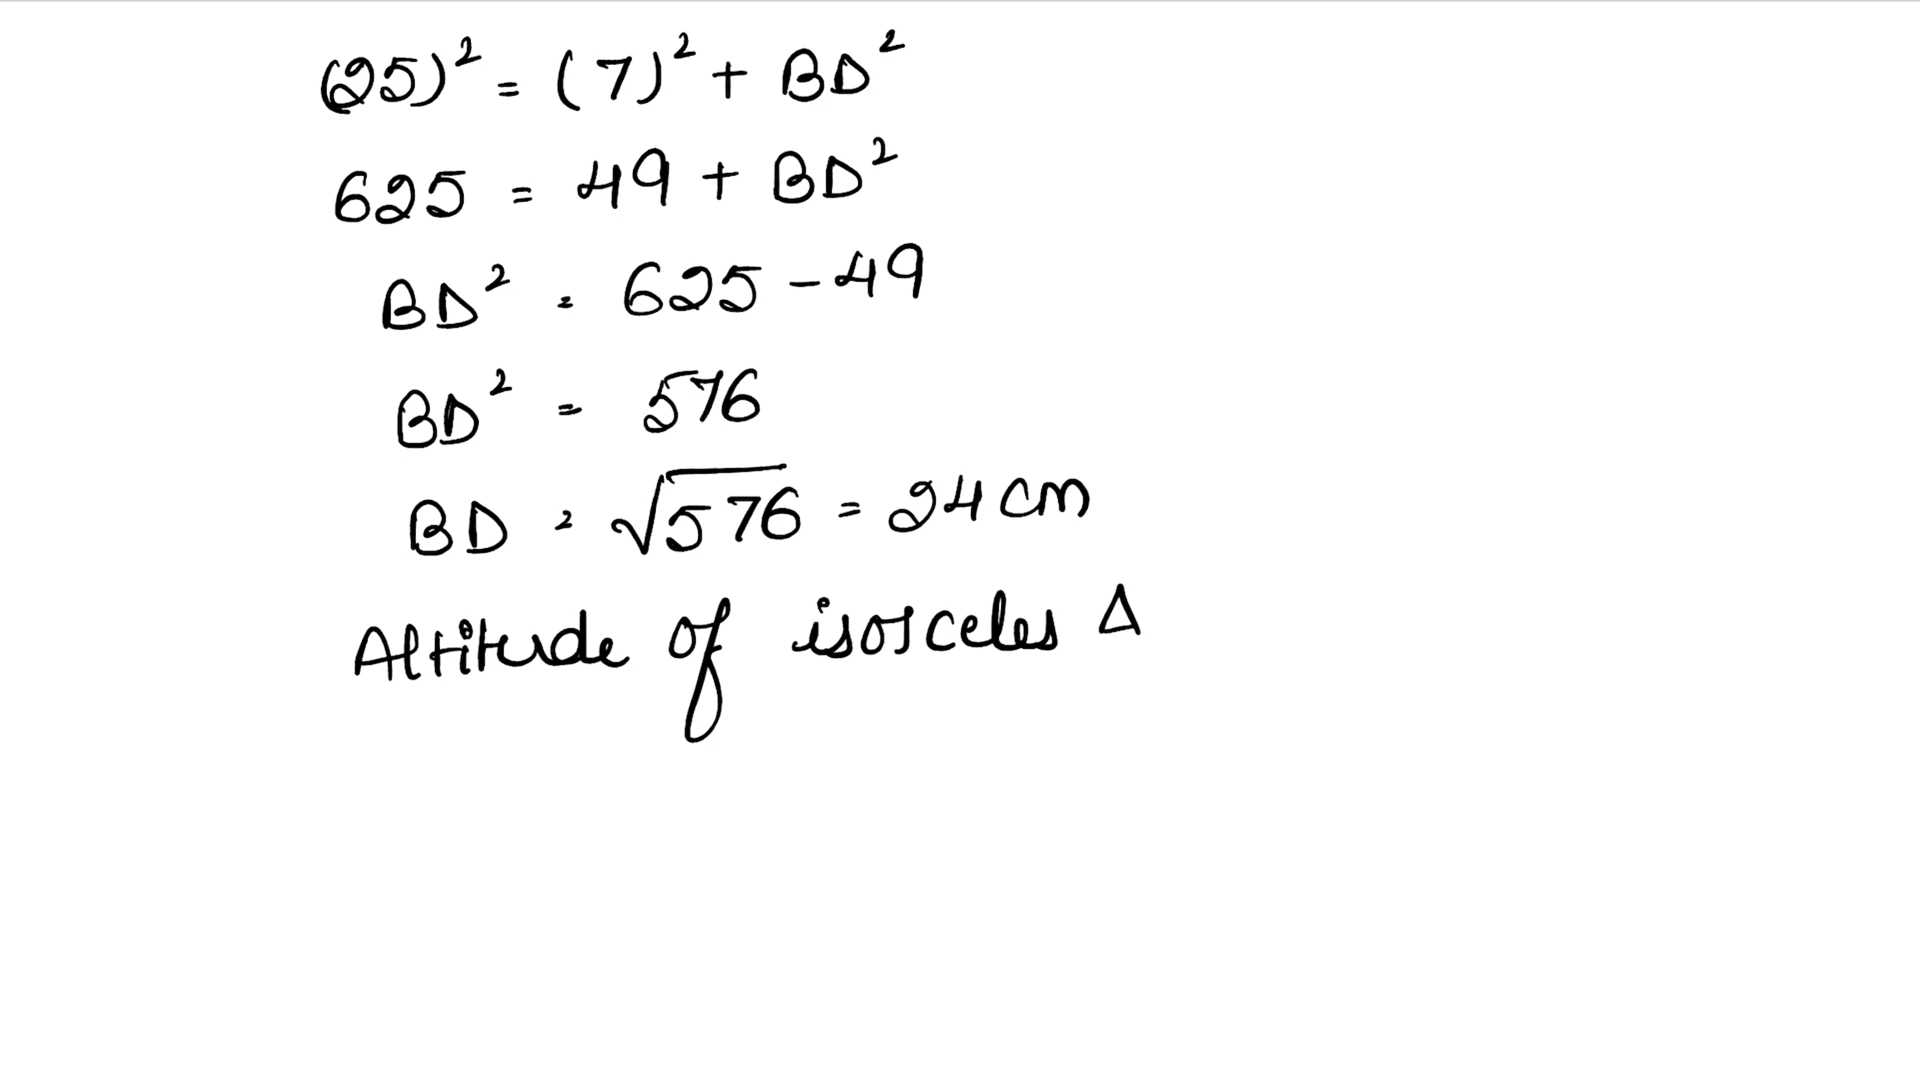 (25)² = (7)² + BD²
625 = 49 + BD²
BD² = 625 - 49
BD² = 576
BD = √576 = 24 cm
Altitude of isosceles Δ